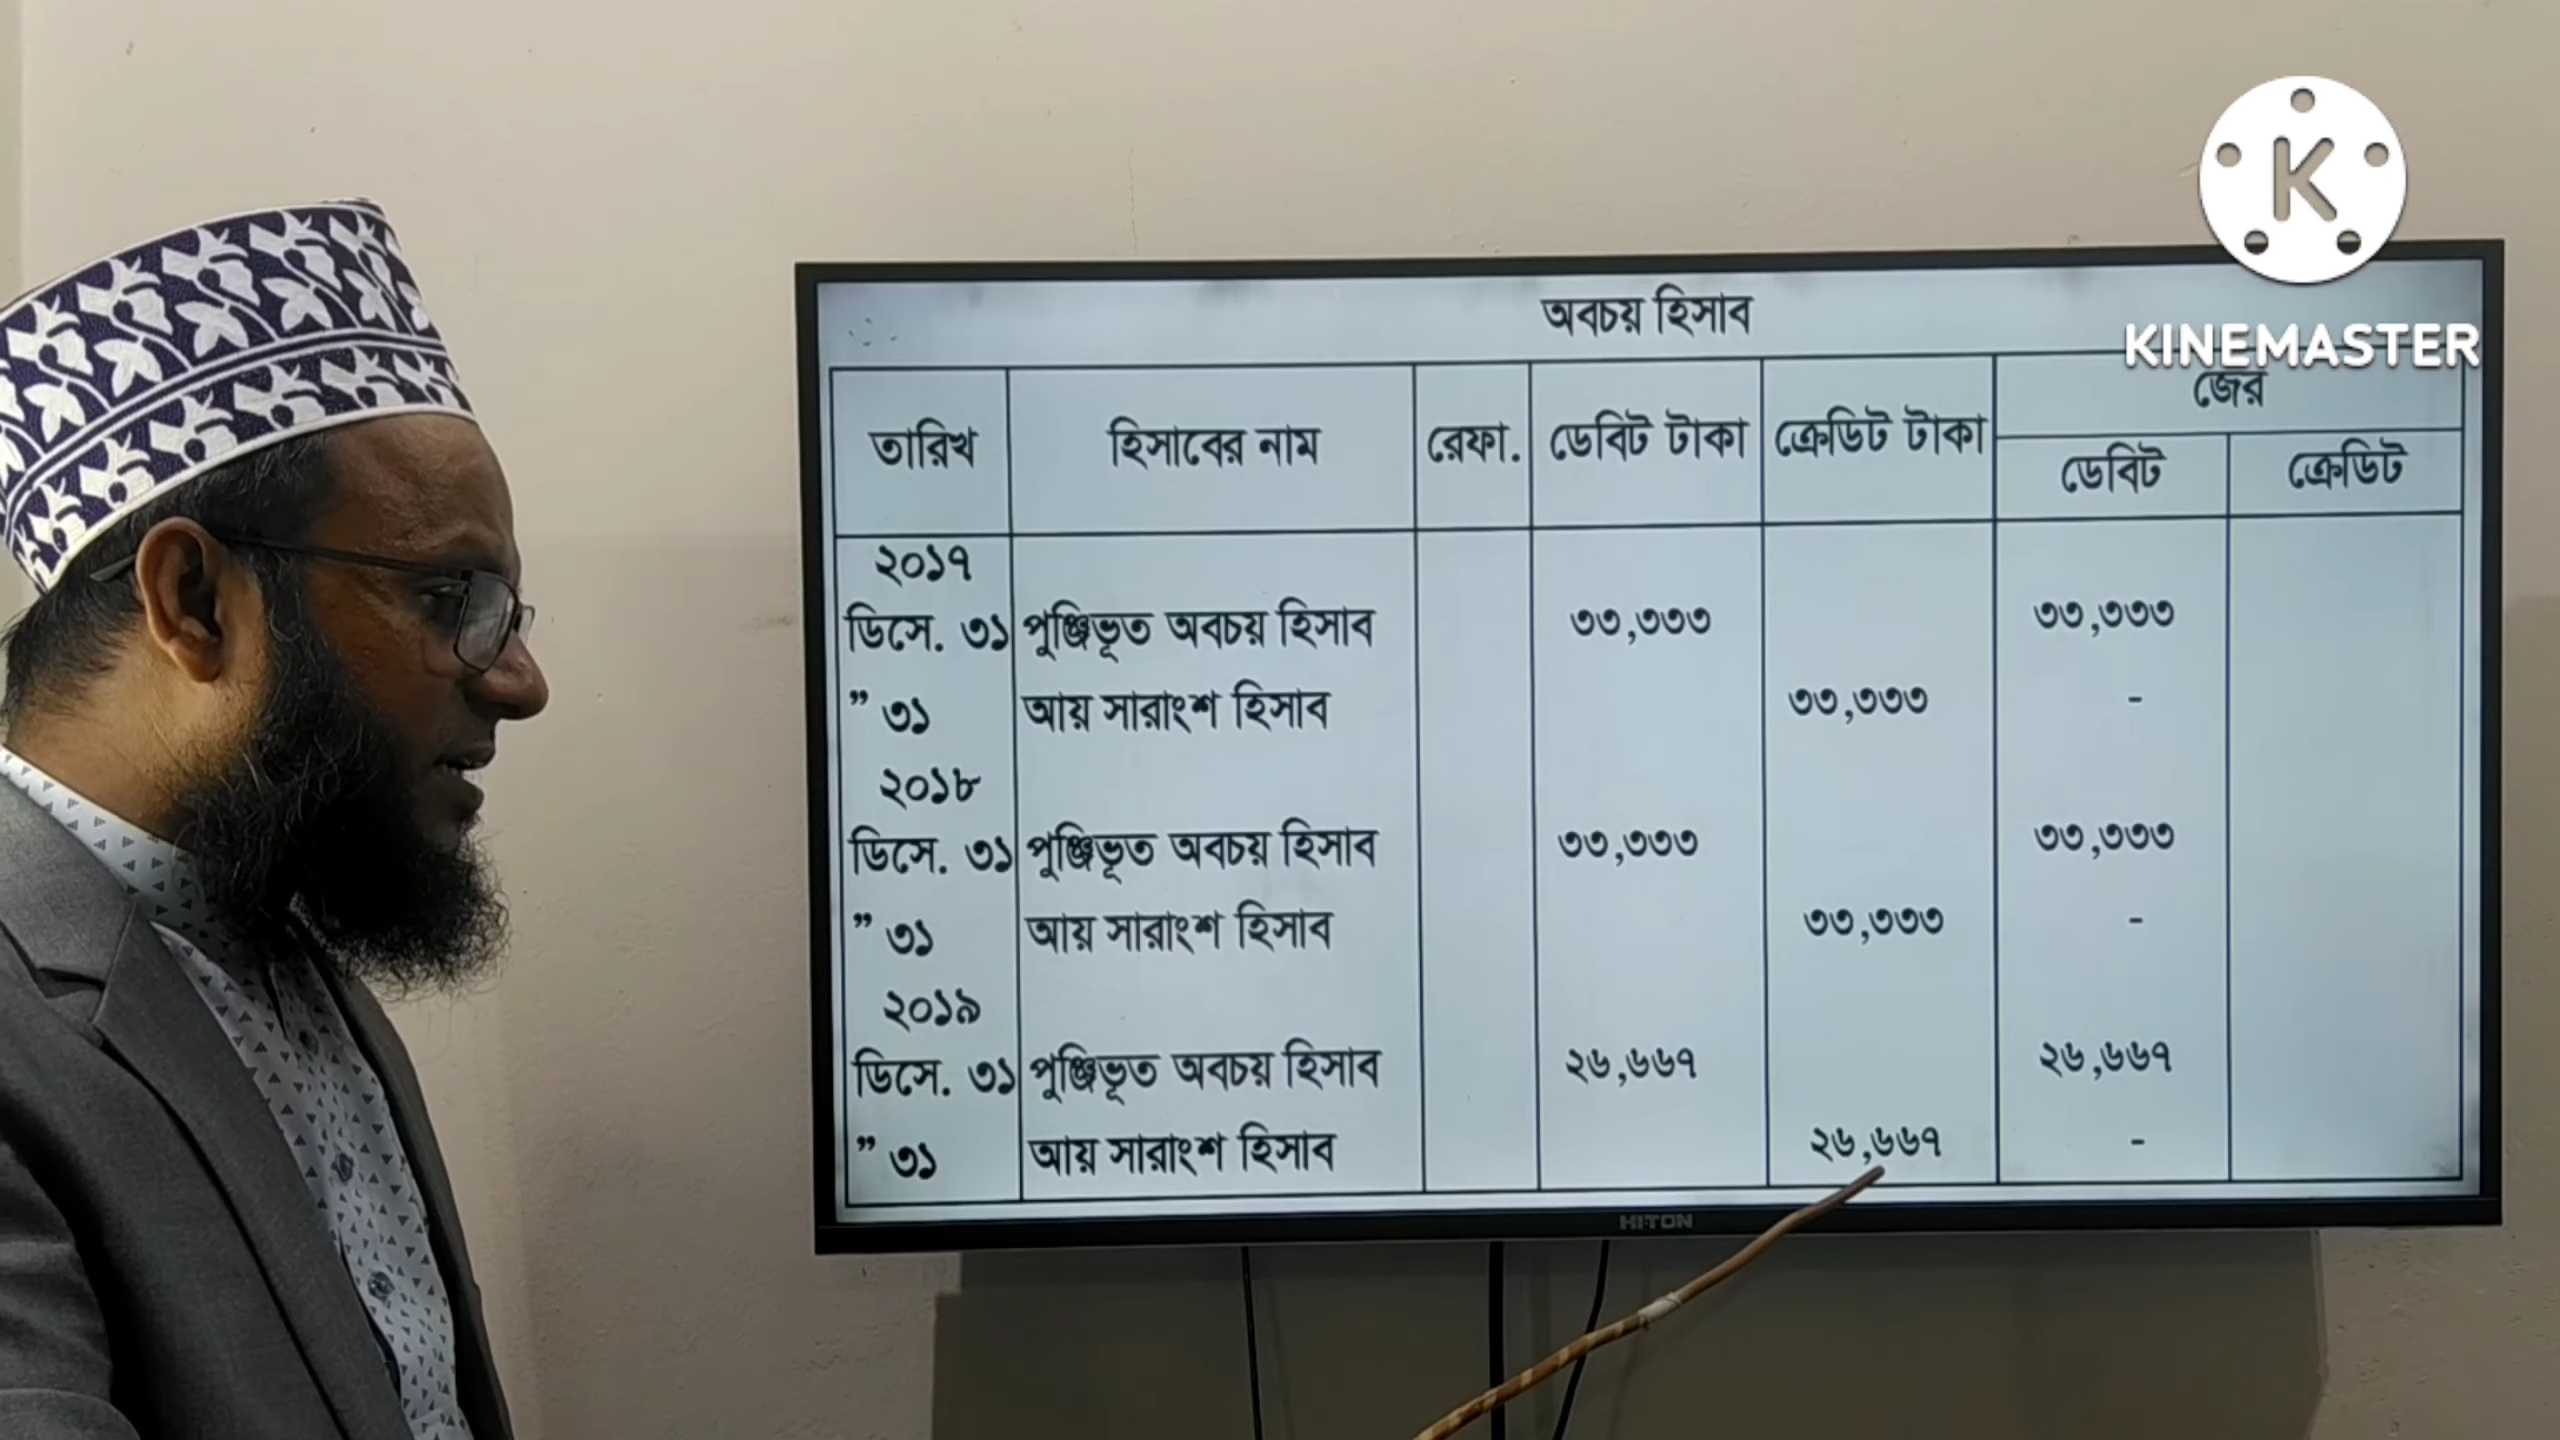 K
KINEMASTER
অবচয় হিসাব
তারিখ হিসাবের নাম রেফা. ডেবিট টাকা ক্রেডিট টাকা জের
ডেবিট ক্রেডিট
২০১৭
ডিসে. ৩১ পুঞ্জিভূত অবচয় হিসাব ৩৩,৩৩৩ ৩৩,৩৩৩
” ৩১ আয় সারাংশ হিসাব ৩৩,৩৩৩ -
২০১৮
ডিসে. ৩১ পুঞ্জিভূত অবচয় হিসাব ৩৩,৩৩৩ ৩৩,৩৩৩
” ৩১ আয় সারাংশ হিসাব ৩৩,৩৩৩ -
২০১৯
ডিসে. ৩১ পুঞ্জিভূত অবচয় হিসাব ২৬,৬৬৭ ২৬,৬৬৭
” ৩১ আয় সারাংশ হিসাব ২৬,৬৬৭ -
HITON